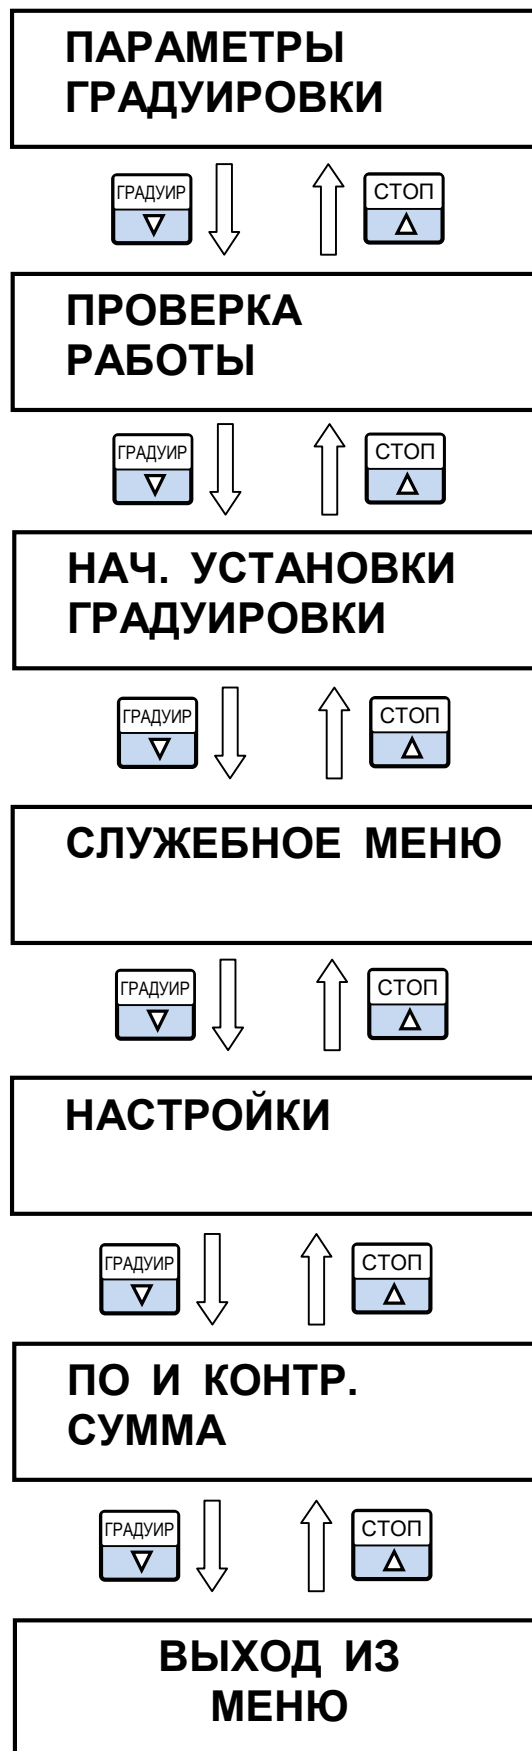 ПАРАМЕТРЫ
ГРАДУИРОВКИ
ГРАДУИР
СТОП
ПРОВЕРКА
РАБОТЫ
ГРАДУИР
СТОП
НАЧ. УСТАНОВКИ
ГРАДУИРОВКИ
ГРАДУИР
СТОП
СЛУЖЕБНОЕ МЕНЮ
ГРАДУИР
СТОП
НАСТРОЙКИ
ГРАДУИР
СТОП
ПО И КОНТР.
СУММА
ГРАДУИР
СТОП
ВЫХОД ИЗ
МЕНЮ